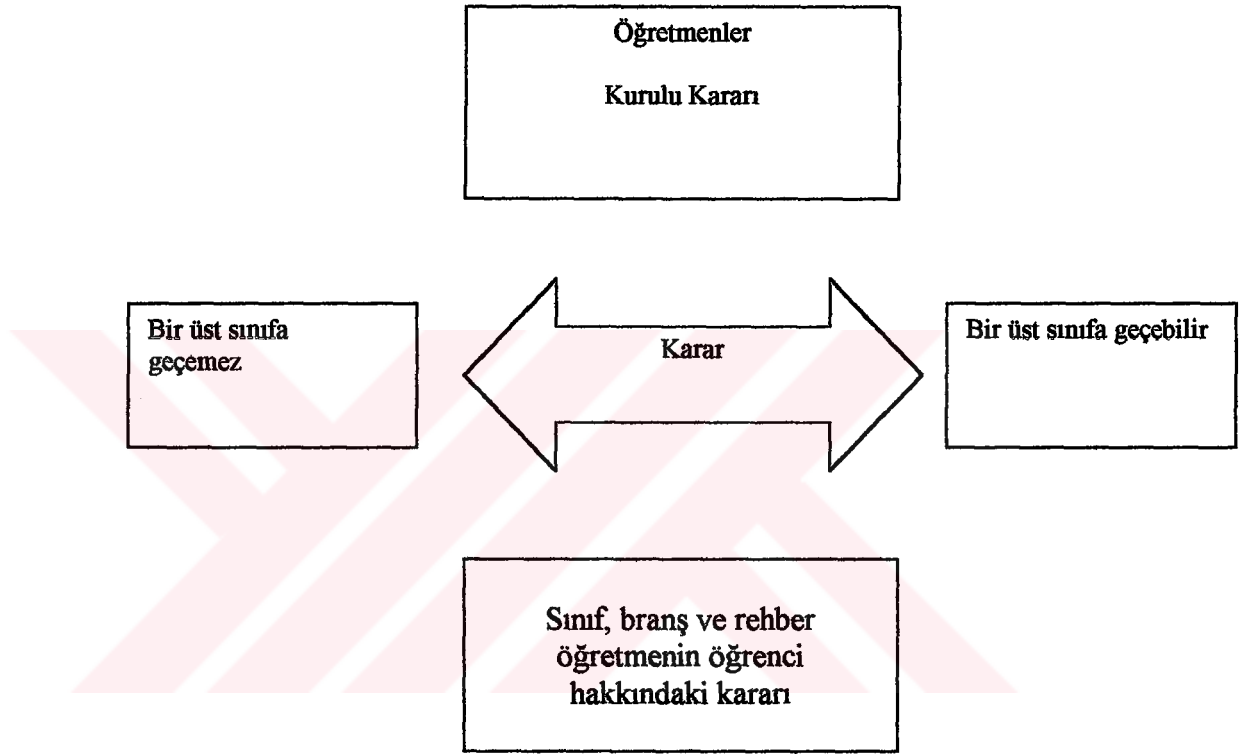 Öğretmenler
Kurulu Kararı
Bir üst sınıfa
geçemez
Karar
Bir üst sınıfa geçebilir
Sınıf, branş ve rehber
öğretmenin öğrenci
hakkındaki kararı